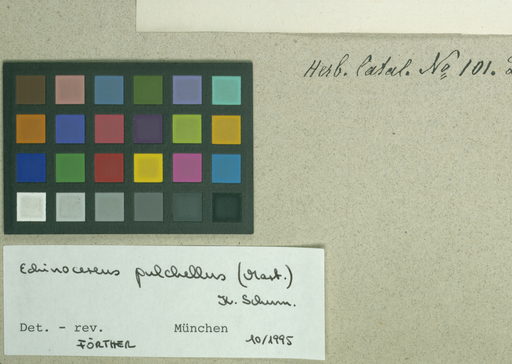 Herb. Catal. No 101.
Echinocereus pulchellus (Mart.)
K. Schum.
Det. - rev. München
FÖRTHER 10/1995